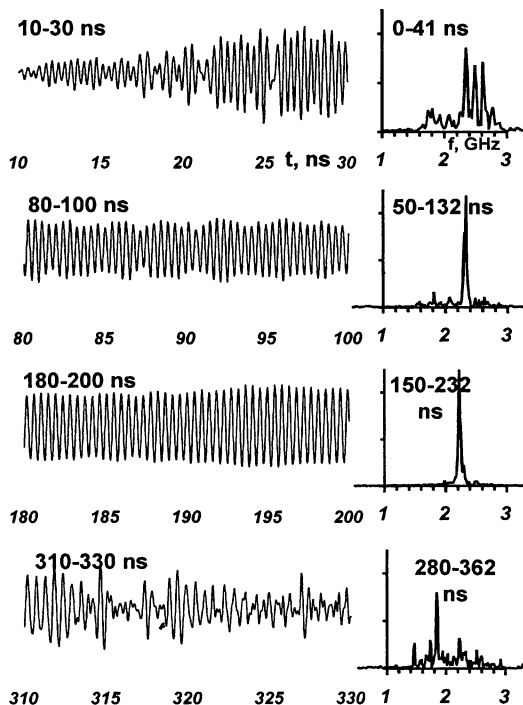 10-30 ns 0-41 ns
f, GHz
10 15 20 25 t, ns 30 1 2 3
80-100 ns 50-132 ns
80 85 90 95 100 1 2 3
180-200 ns 150-232
ns
180 185 190 195 200 1 2 3
310-330 ns 280-362
ns
310 315 320 325 330 1 2 3